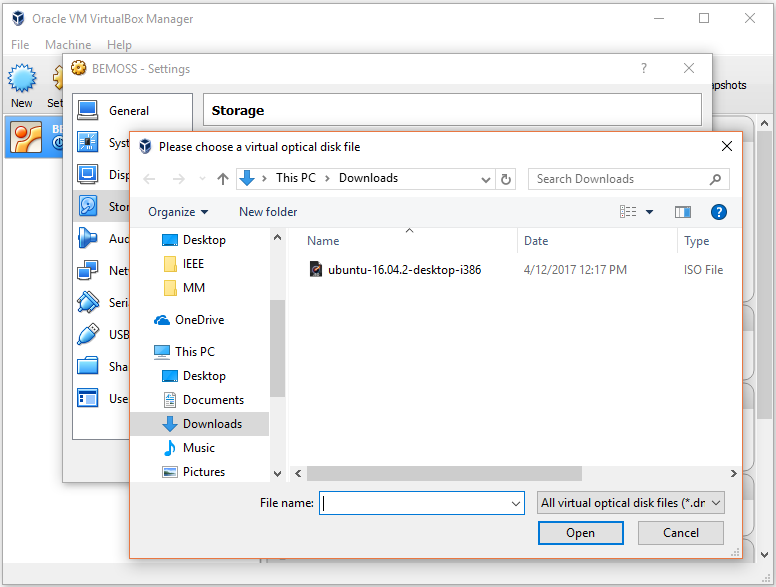 Oracle VM VirtualBox Manager
File Machine Help
New Set
pshots
BE
BEMOSS - Settings
?
General
Syst
Disp
Stor
Aud
Net
Seri
USB
Sha
Use
Storage
Please choose a virtual optical disk file
This PC > Downloads
Search Downloads
Organize New folder
?
Desktop
IEEE
MM
OneDrive
This PC
Desktop
Documents
Downloads
Music
Pictures
Name Date Type
ubuntu-16.04.2-desktop-i386 4/12/2017 12:17 PM ISO File
File name: All virtual optical disk files (*.dr
Open Cancel